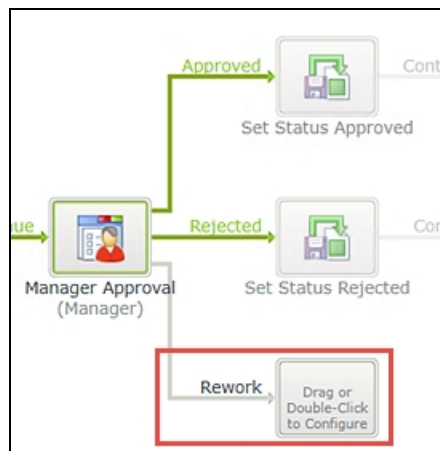 Approved
Cont
Set Status Approved
ue
Rejected
Con
Manager Approval
(Manager)
Set Status Rejected
Rework
Drag or
Double-Click
to Configure